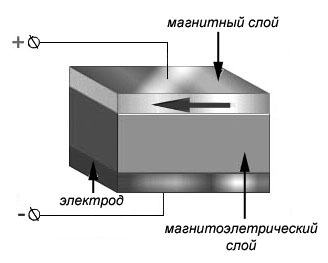 магнитный слой
+
электрод
-
магнитоэлетрический
слой